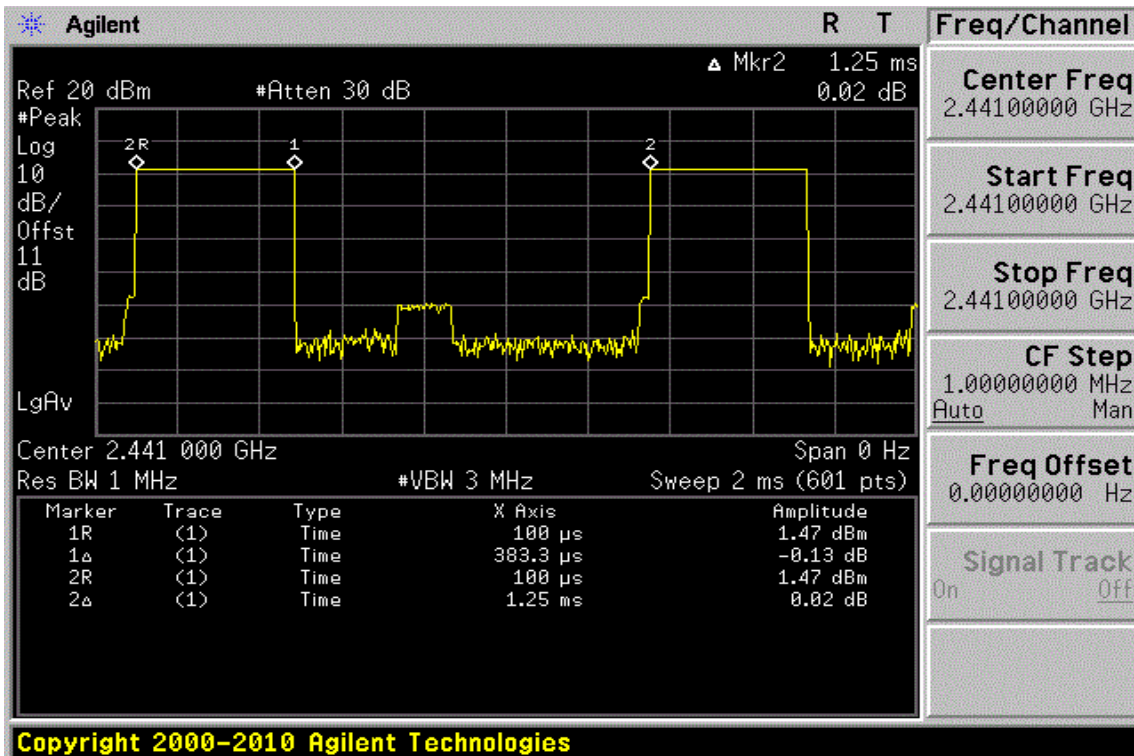 Agilent R T Freq/Channel
Δ Mkr2 1.25 ms
Ref 20 dBm #Atten 30 dB 0.02 dB
#Peak
Log
10
dB/
Offst
11
dB
LgAv
2R 1 2
Center 2.441 000 GHz Span 0 Hz
Res BW 1 MHz #VBW 3 MHz Sweep 2 ms (601 pts)
Marker Trace Type X Axis Amplitude
1R (1) Time 100 µs 1.47 dBm
1Δ (1) Time 383.3 µs -0.13 dB
2R (1) Time 100 µs 1.47 dBm
2Δ (1) Time 1.25 ms 0.02 dB
Center Freq
2.44100000 GHz
Start Freq
2.44100000 GHz
Stop Freq
2.44100000 GHz
CF Step
1.00000000 MHz
Auto Man
Freq Offset
0.00000000 Hz
Signal Track
On Off
Copyright 2000-2010 Agilent Technologies